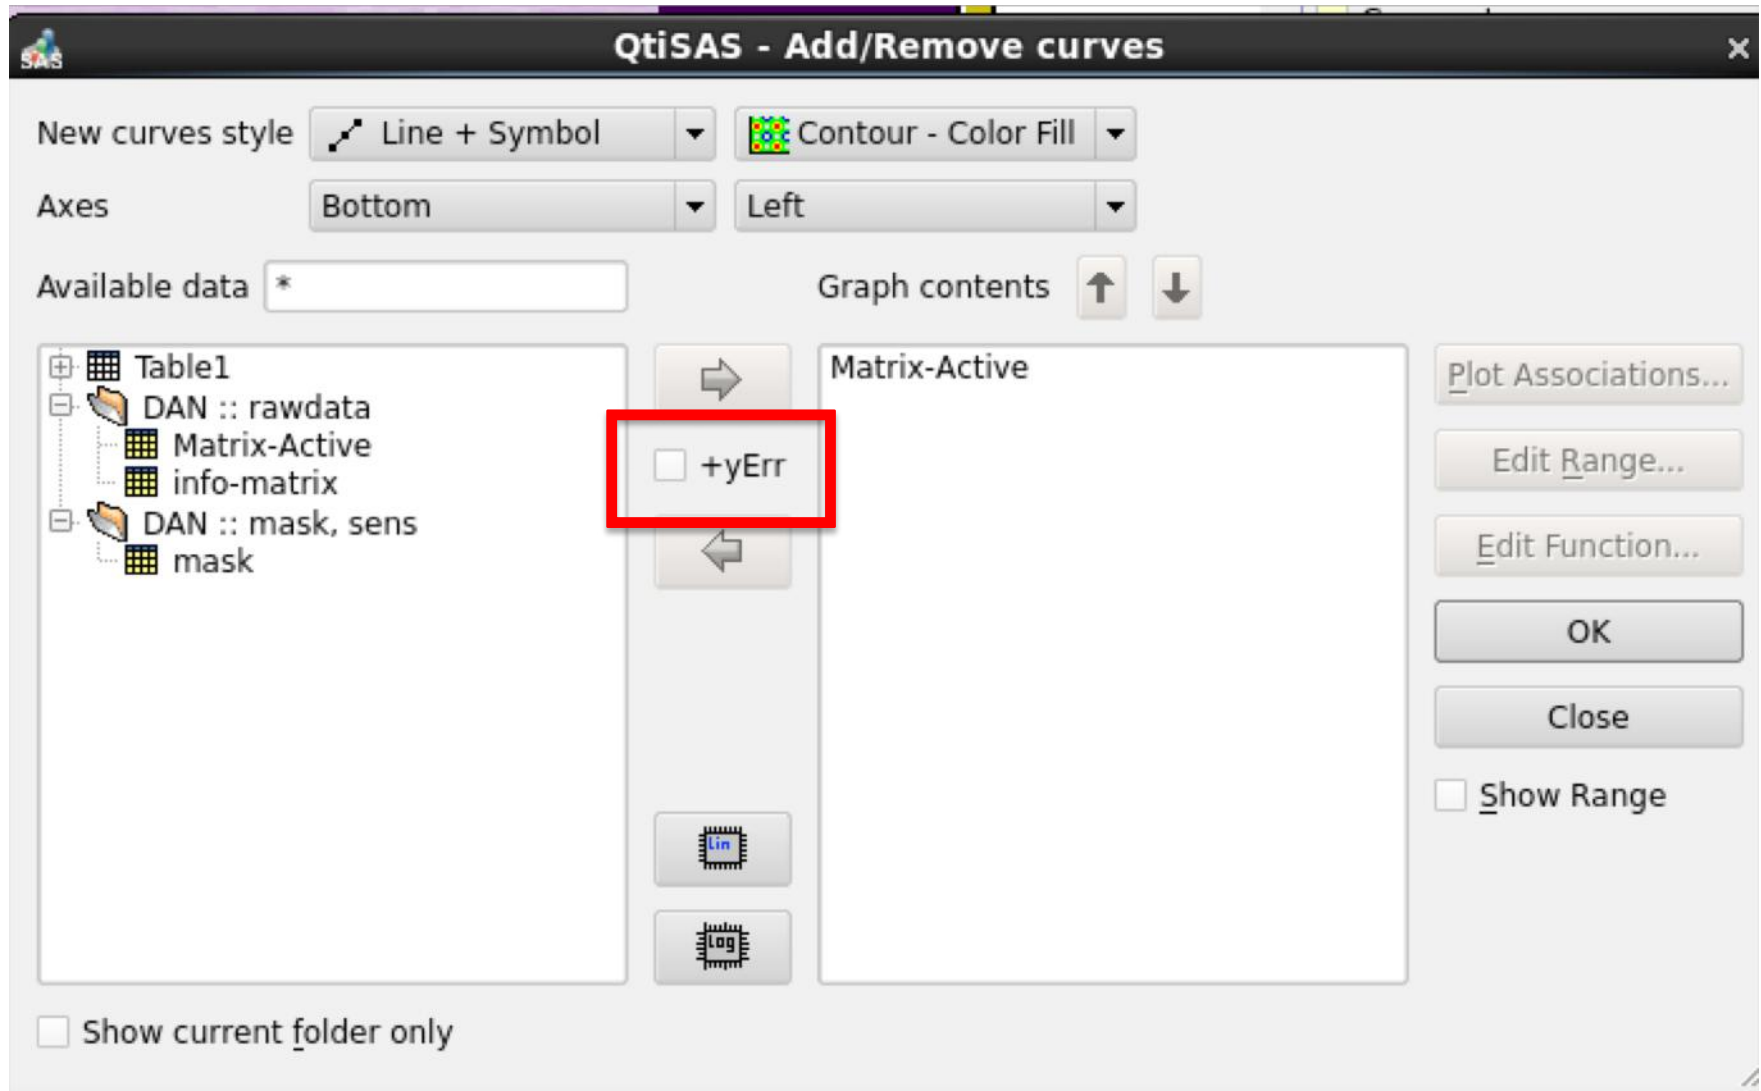 SAS
QtiSAS - Add/Remove curves
New curves style
Line + Symbol
Contour - Color Fill
Axes
Bottom
Left
Available data
*
Graph contents
Table1
DAN :: rawdata
Matrix-Active
info-matrix
DAN :: mask, sens
mask
+yErr
Lin
Log
Matrix-Active
Plot Associations...
Edit Range...
Edit Function...
OK
Close
Show Range
Show current folder only